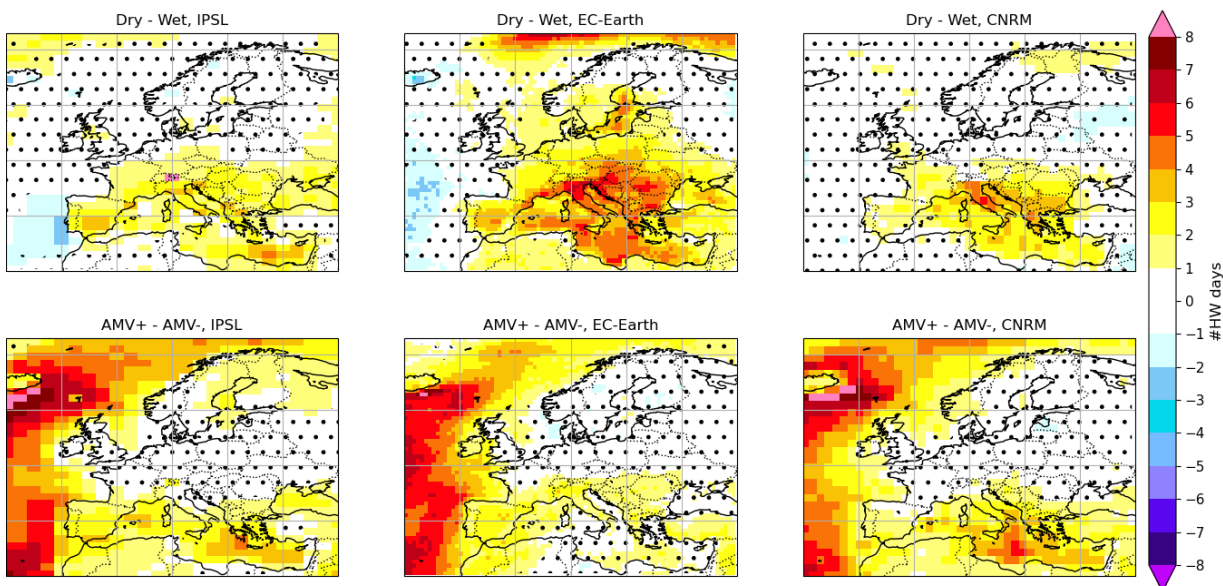 Dry - Wet, IPSL
Dry - Wet, EC-Earth
Dry - Wet, CNRM
AMV+ - AMV-, IPSL
AMV+ - AMV-, EC-Earth
AMV+ - AMV-, CNRM
8
7
6
5
4
3
2
1
0
−1
−2
−3
−4
−5
−6
−7
−8
#HW days